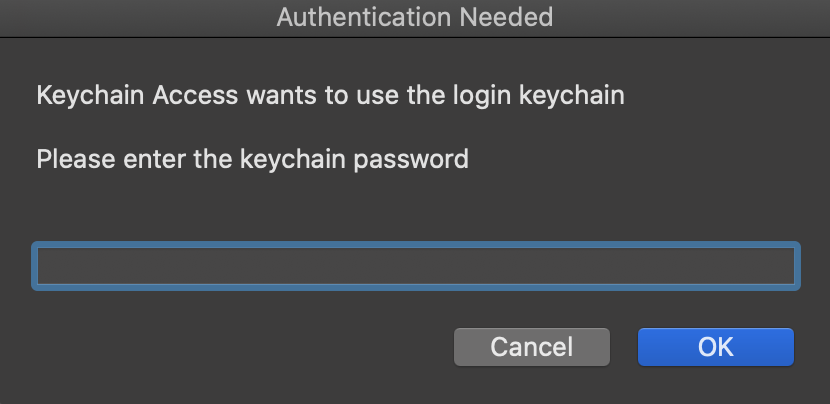 Authentication Needed
Keychain Access wants to use the login keychain
Please enter the keychain password
Cancel
OK